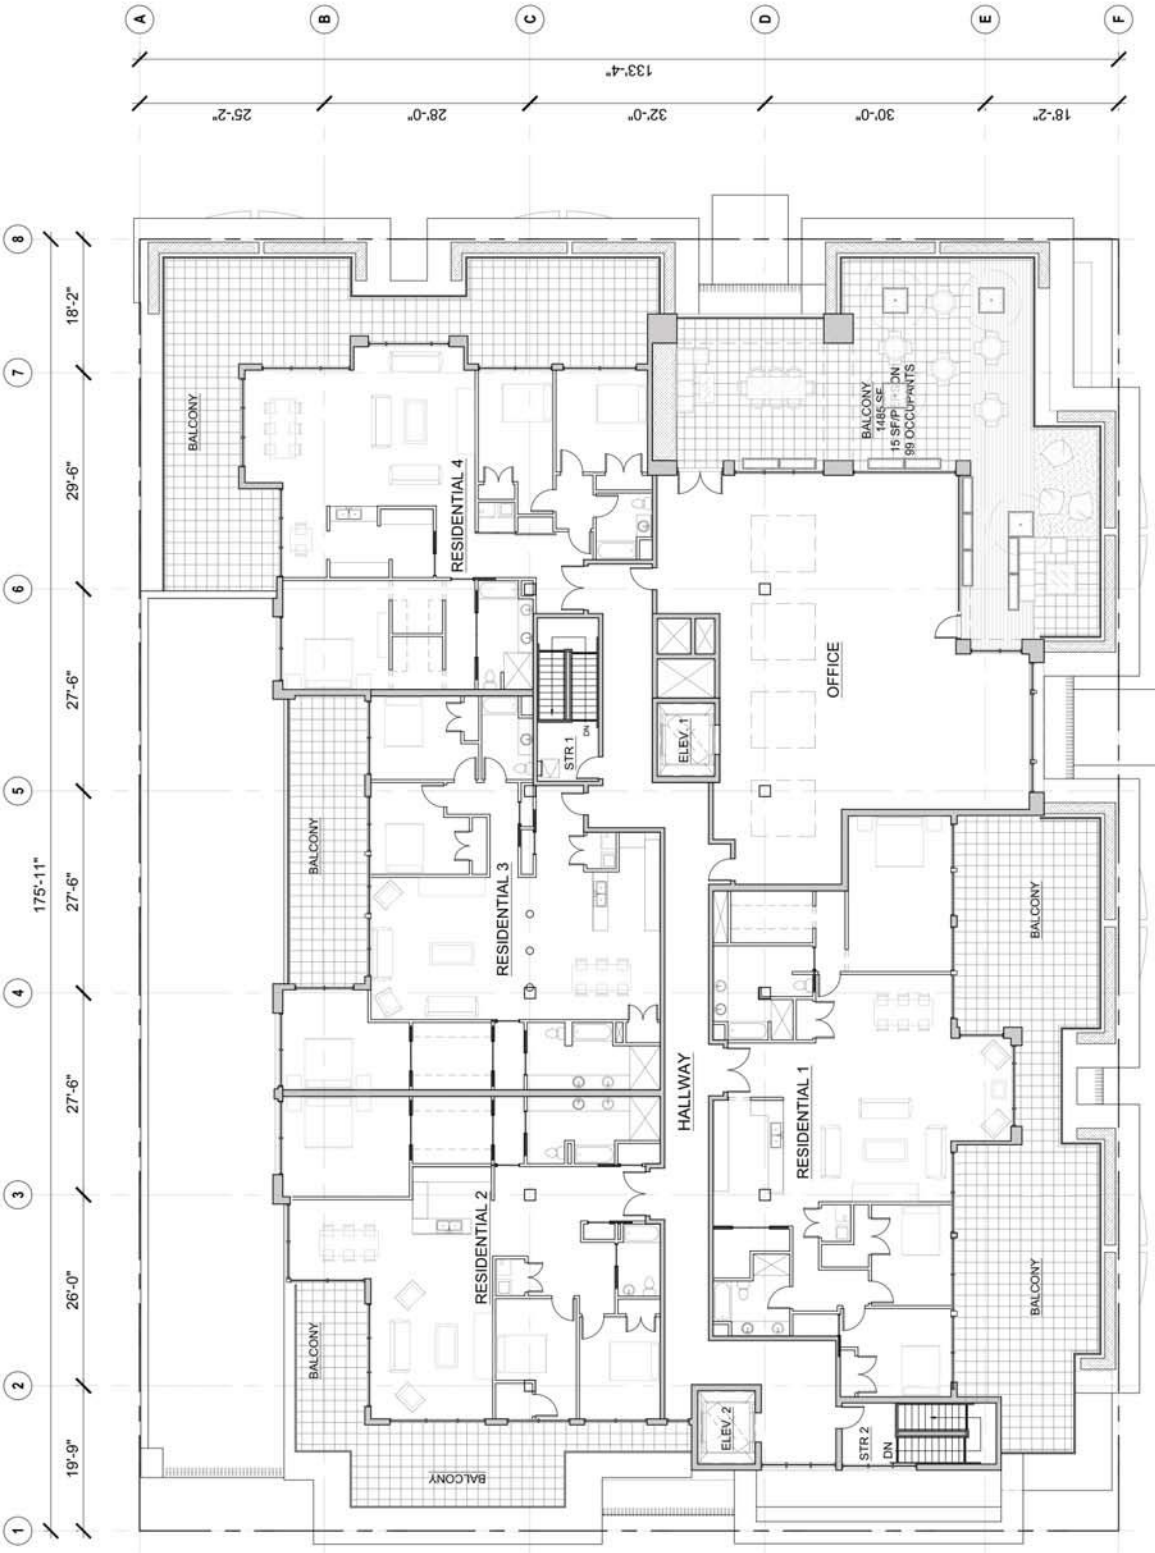 A
B
C
D
E
F
133'-4"
25'-2"
28'-0"
32'-0"
30'-0"
18'-2"
8
7
6
5
4
3
2
1
175'-11"
18'-2"
29'-6"
27'-6"
27'-6"
27'-6"
26'-0"
19'-9"
BALCONY
RESIDENTIAL 4
BALCONY
1485 SF
15 SF/P ON
99 OCCUPANTS
OFFICE
STR 1
DN
ELEV. 1
BALCONY
RESIDENTIAL 3
BALCONY
HALLWAY
RESIDENTIAL 1
RESIDENTIAL 2
BALCONY
BALCONY
BALCONY
ELEV. 2
STR 2
DN